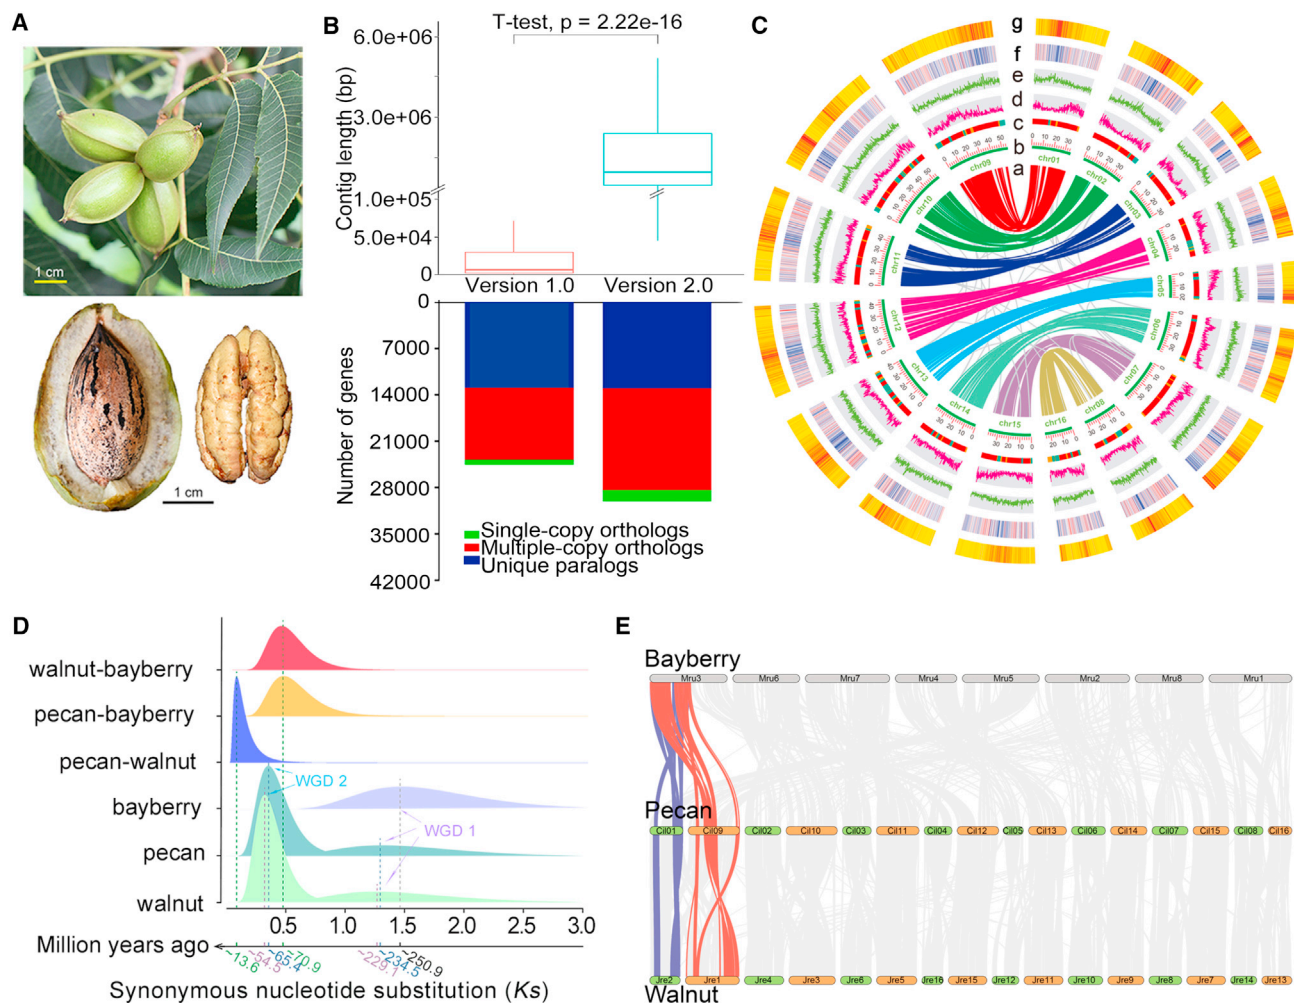 A
1 cm
1 cm
B
T-test, p = 2.22e-16
Contig length (bp)
6.0e+06
3.0e+06
1.0e+05
5.0e+04
0
Version 1.0
Version 2.0
Number of genes
0
7000
14000
21000
28000
35000
42000
Single-copy orthologs
Multiple-copy orthologs
Unique paralogs
C
g
f
e
d
c
b
a
chr01
chr02
chr03
chr04
chr05
chr06
chr07
chr08
chr16
chr15
chr14
chr13
chr12
chr11
chr10
chr09
D
walnut-bayberry
pecan-bayberry
pecan-walnut
bayberry
pecan
walnut
WGD 2
WGD 1
0.5
1.0
1.5
2.0
2.5
3.0
Million years ago
~13.6
~54.5
~65.4
~70.9
~229.1
~234.5
~250.9
Synonymous nucleotide substitution (Ks)
E
Bayberry
Mru3 Mru6 Mru7 Mru4 Mru5 Mru2 Mru8 Mru1
Pecan
Cil01 Cil09 Cil02 Cil10 Cil03 Cil11 Cil04 Cil12 Cil05 Cil13 Cil06 Cil14 Cil07 Cil15 Cil08 Cil16
Jre2 Jre1 Jre4 Jre3 Jre6 Jre5 Jre16 Jre15 Jre12 Jre11 Jre10 Jre9 Jre8 Jre7 Jre14 Jre13
Walnut